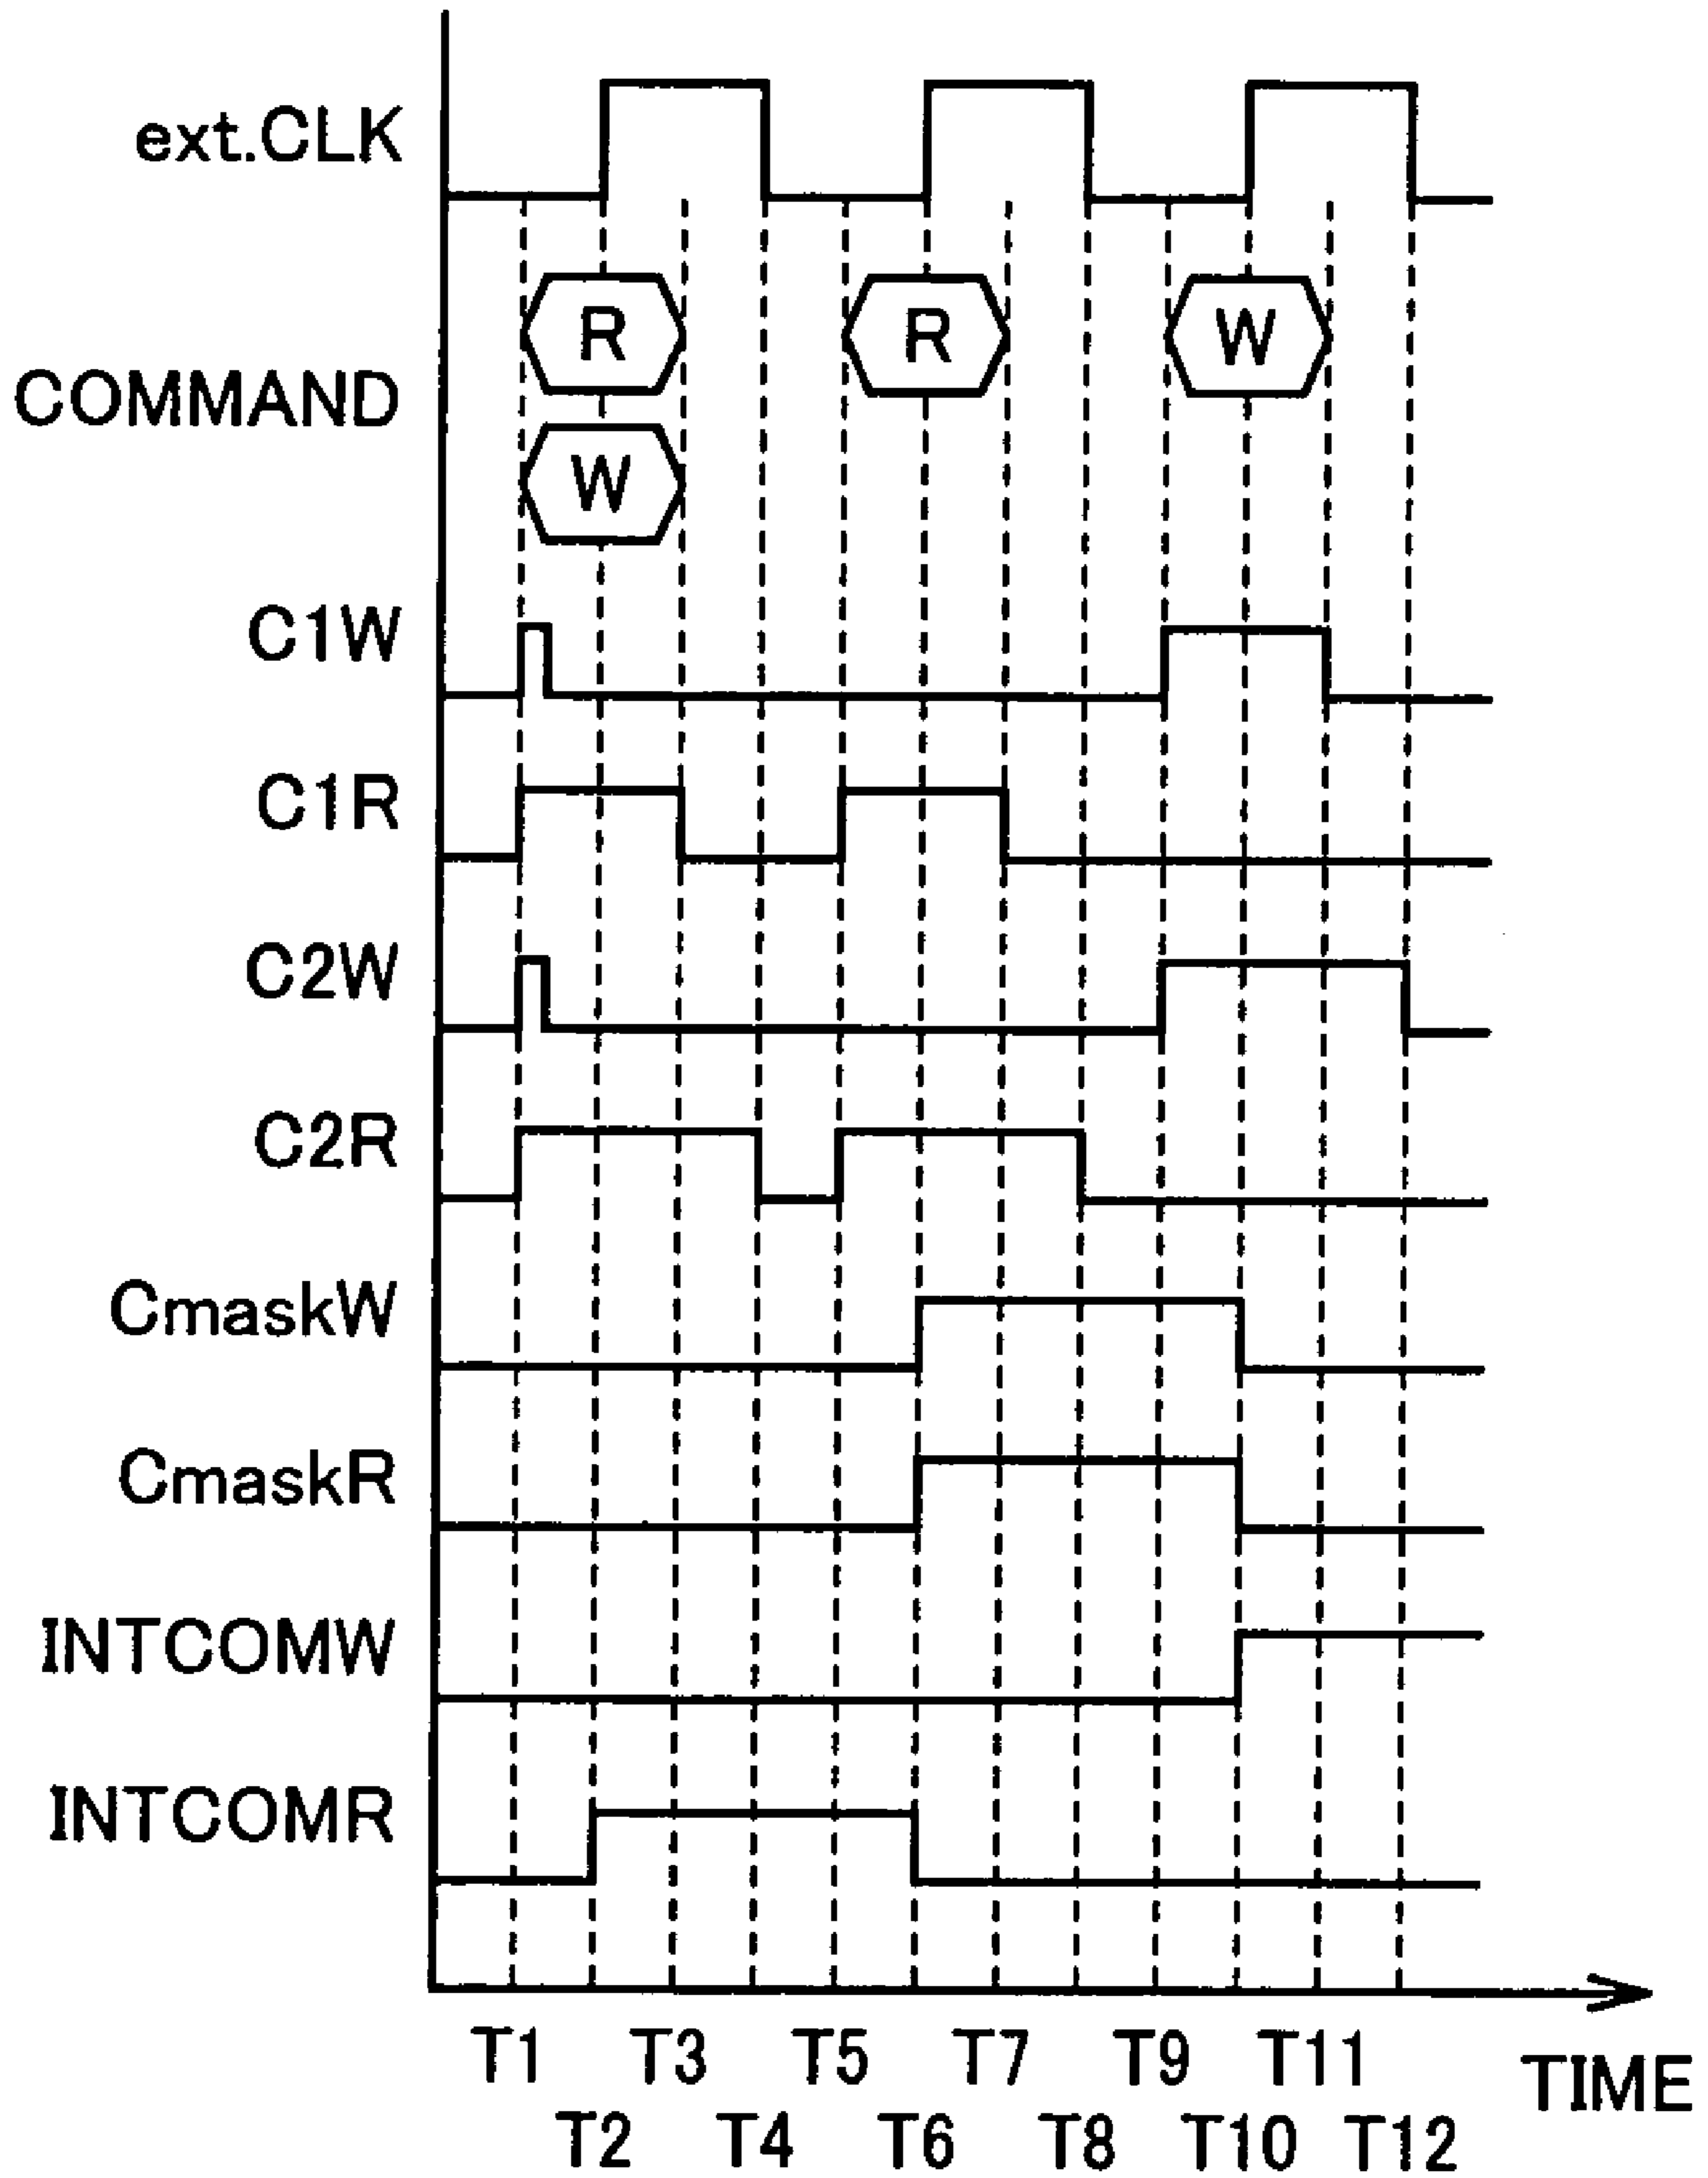 ext.CLK
R R W
COMMAND
W
C1W
C1R
C2W
C2R
CmaskW
CmaskR
INTCOMW
INTCOMR
T1 T3 T5 T7 T9 T11
TIME
T2 T4 T6 T8 T10 T12